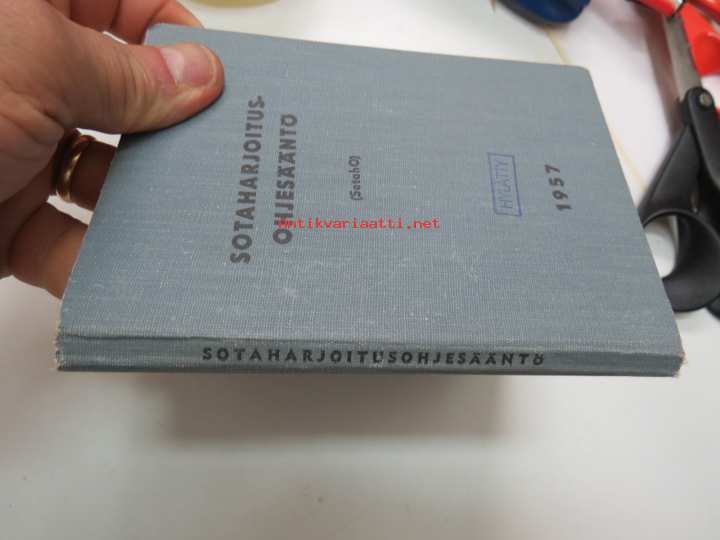 SOTAHARJOITUS-
OHJESÄÄNTÖ
(SotahO)
HYLÄTTY
1957
SOTAHARJOITUSOHJESÄÄNTÖ
Antikvariaatti.net